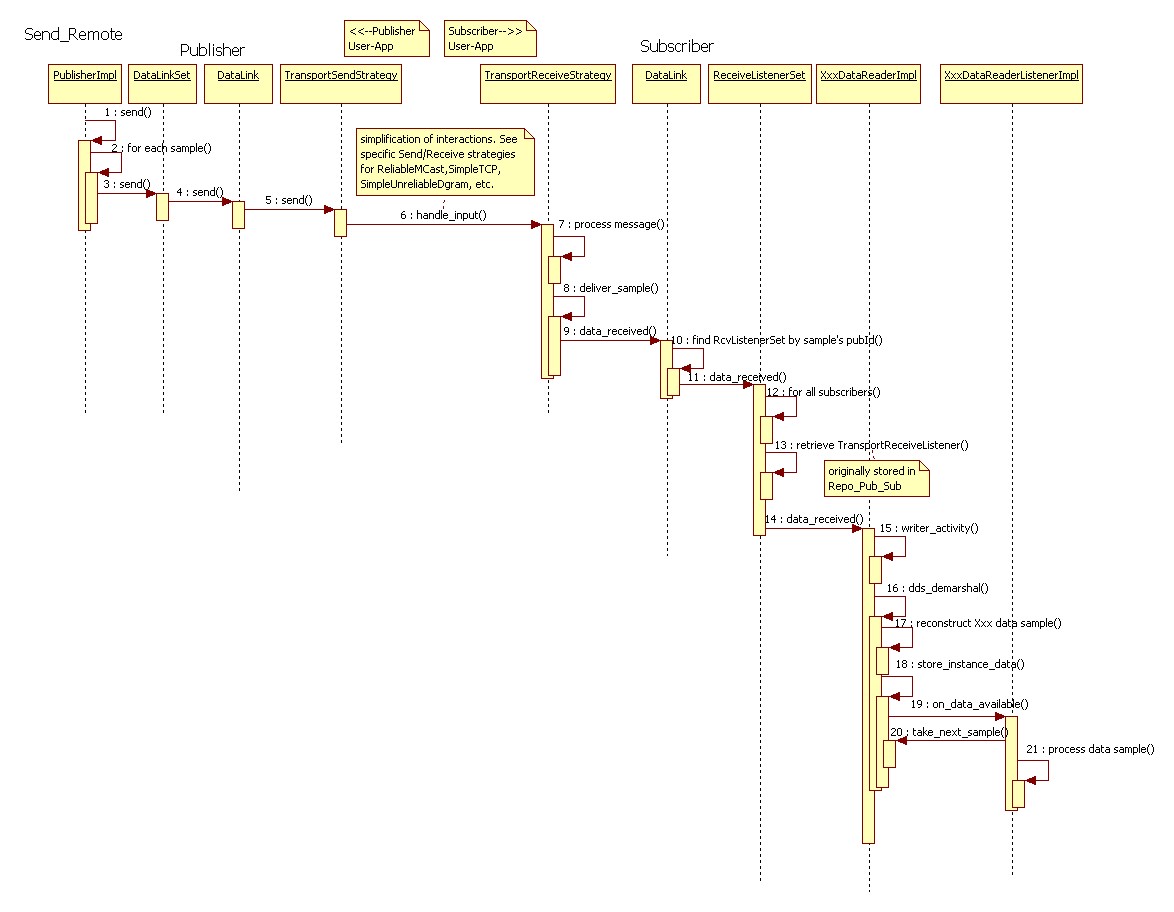 Send_Remote
Publisher
<<--Publisher
User-App
Subscriber-->>
User-App
Subscriber
PublisherImpl
DataLinkSet
DataLink
TransportSendStrategy
TransportReceiveStrategy
DataLink
ReceiveListenerSet
XxxDataReaderImpl
XxxDataReaderListenerImpl
1 : send()
2 : for each sample()
3 : send()
4 : send()
5 : send()
simplification of interactions. See
specific Send/Receive strategies
for ReliableMCast,SimpleTCP,
SimpleUnreliableDgram, etc.
6 : handle_input()
7 : process message()
8 : deliver_sample()
9 : data_received()
10 : find RcvListenerSet by sample's pubId()
11 : data_received()
12 : for all subscribers()
13 : retrieve TransportReceiveListener()
originally stored in
Repo_Pub_Sub
14 : data_received()
15 : writer_activity()
16 : dds_demarshal()
17 : reconstruct Xxx data sample()
18 : store_instance_data()
19 : on_data_available()
20 : take_next_sample()
21 : process data sample()